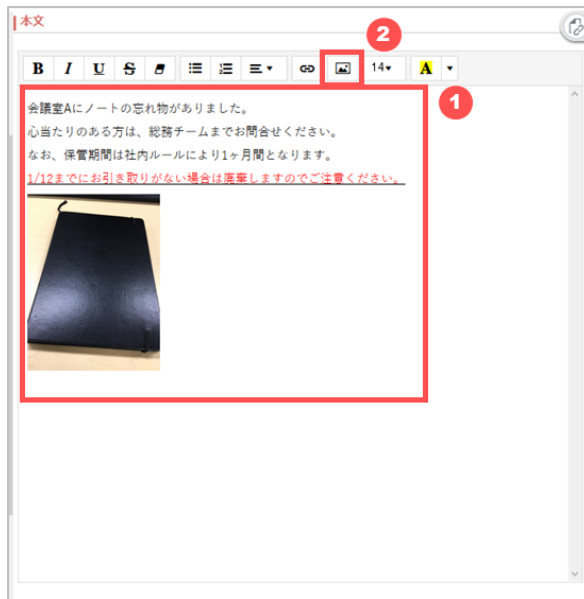 本文
2
B I U S 14 A
1
会議室Aにノートの忘れ物がありました。
心当たりのある方は、総務チームまでお問合せください。
なお、保管期間は社内ルールにより1ヶ月間となります。
1/12までにお引き取りがない場合は廃棄しますのでご注意ください。